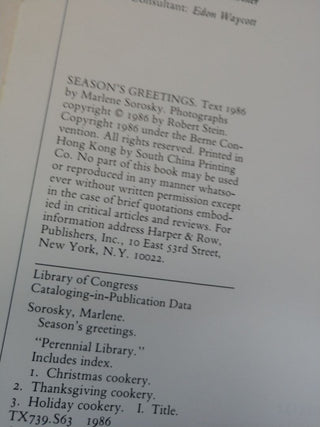 Consultant: Edon Waycott
SEASON'S GREETINGS. Text 1986
by Marlene Sorosky. Photographs
copyright © 1986 by Robert Stein.
Copyright 1986 under the Berne Con-
vention. All rights reserved. Printed in
Hong Kong by South China Printing
Co. No part of this book may be used
or reproduced in any manner whatso-
ever without written permission except
in the case of brief quotations embod-
ied in critical articles and reviews. For
information address Harper & Row,
Publishers, Inc., 10 East 53rd Street,
New York, N.Y. 10022.
Library of Congress
Cataloging-in-Publication Data
Sorosky, Marlene.
Season's greetings.
"Perennial Library."
Includes index.
1. Christmas cookery.
2. Thanksgiving cookery.
3. Holiday cookery. I. Title.
TX739.S63 1986